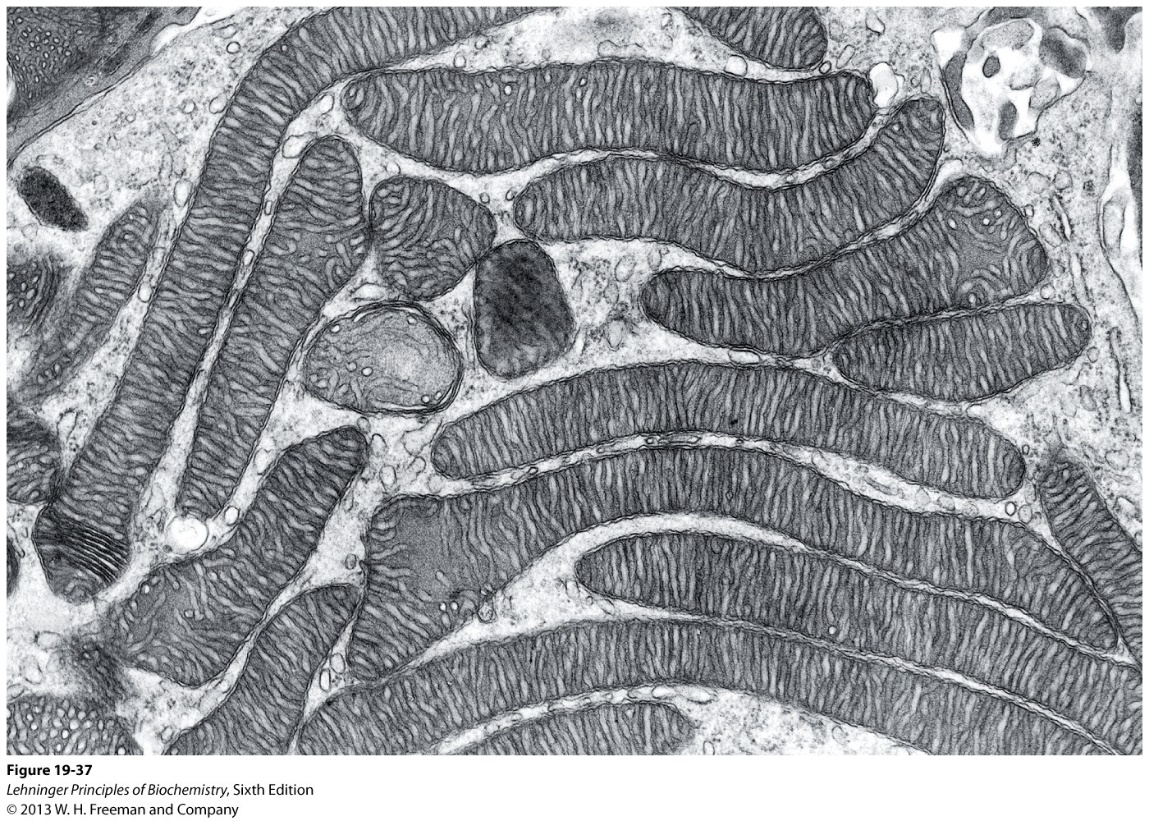 Figure 19-37
Lehninger Principles of Biochemistry, Sixth Edition
© 2013 W. H. Freeman and Company